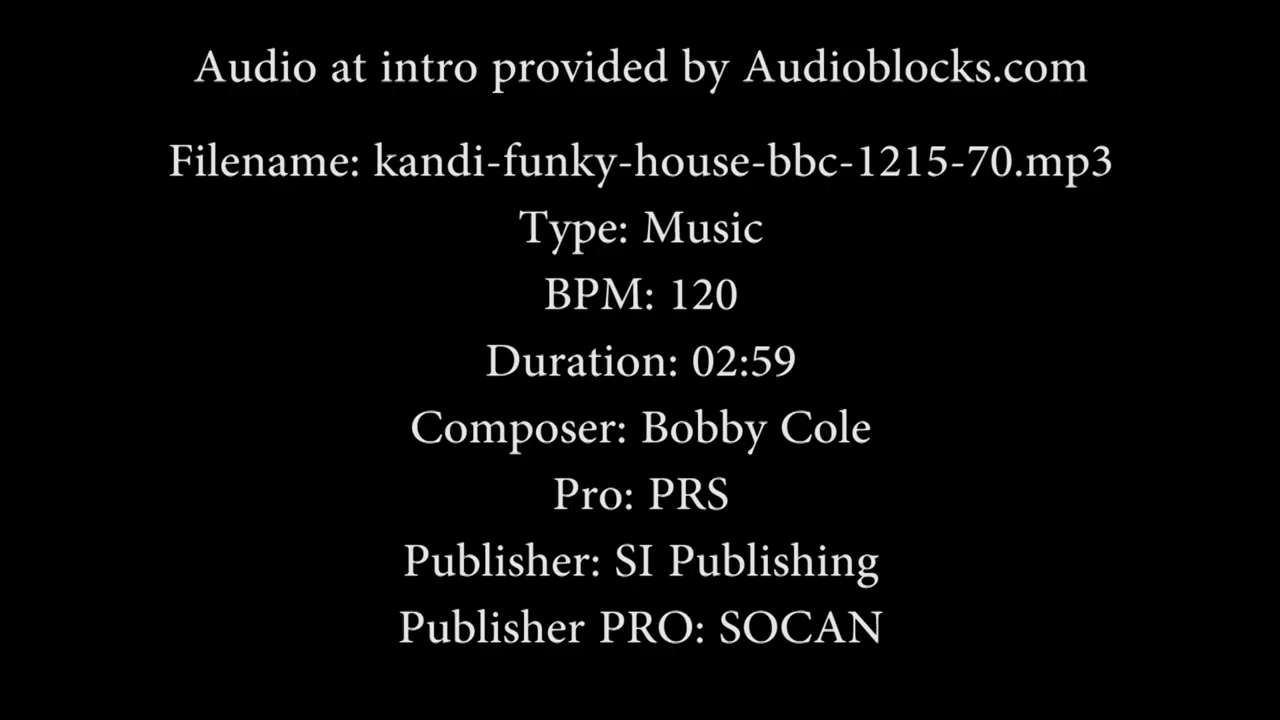 Audio at intro provided by Audioblocks.com
Filename: kandi-funky-house-bbc-1215-70.mp3
Type: Music
BPM: 120
Duration: 02:59
Composer: Bobby Cole
Pro: PRS
Publisher: SI Publishing
Publisher PRO: SOCAN